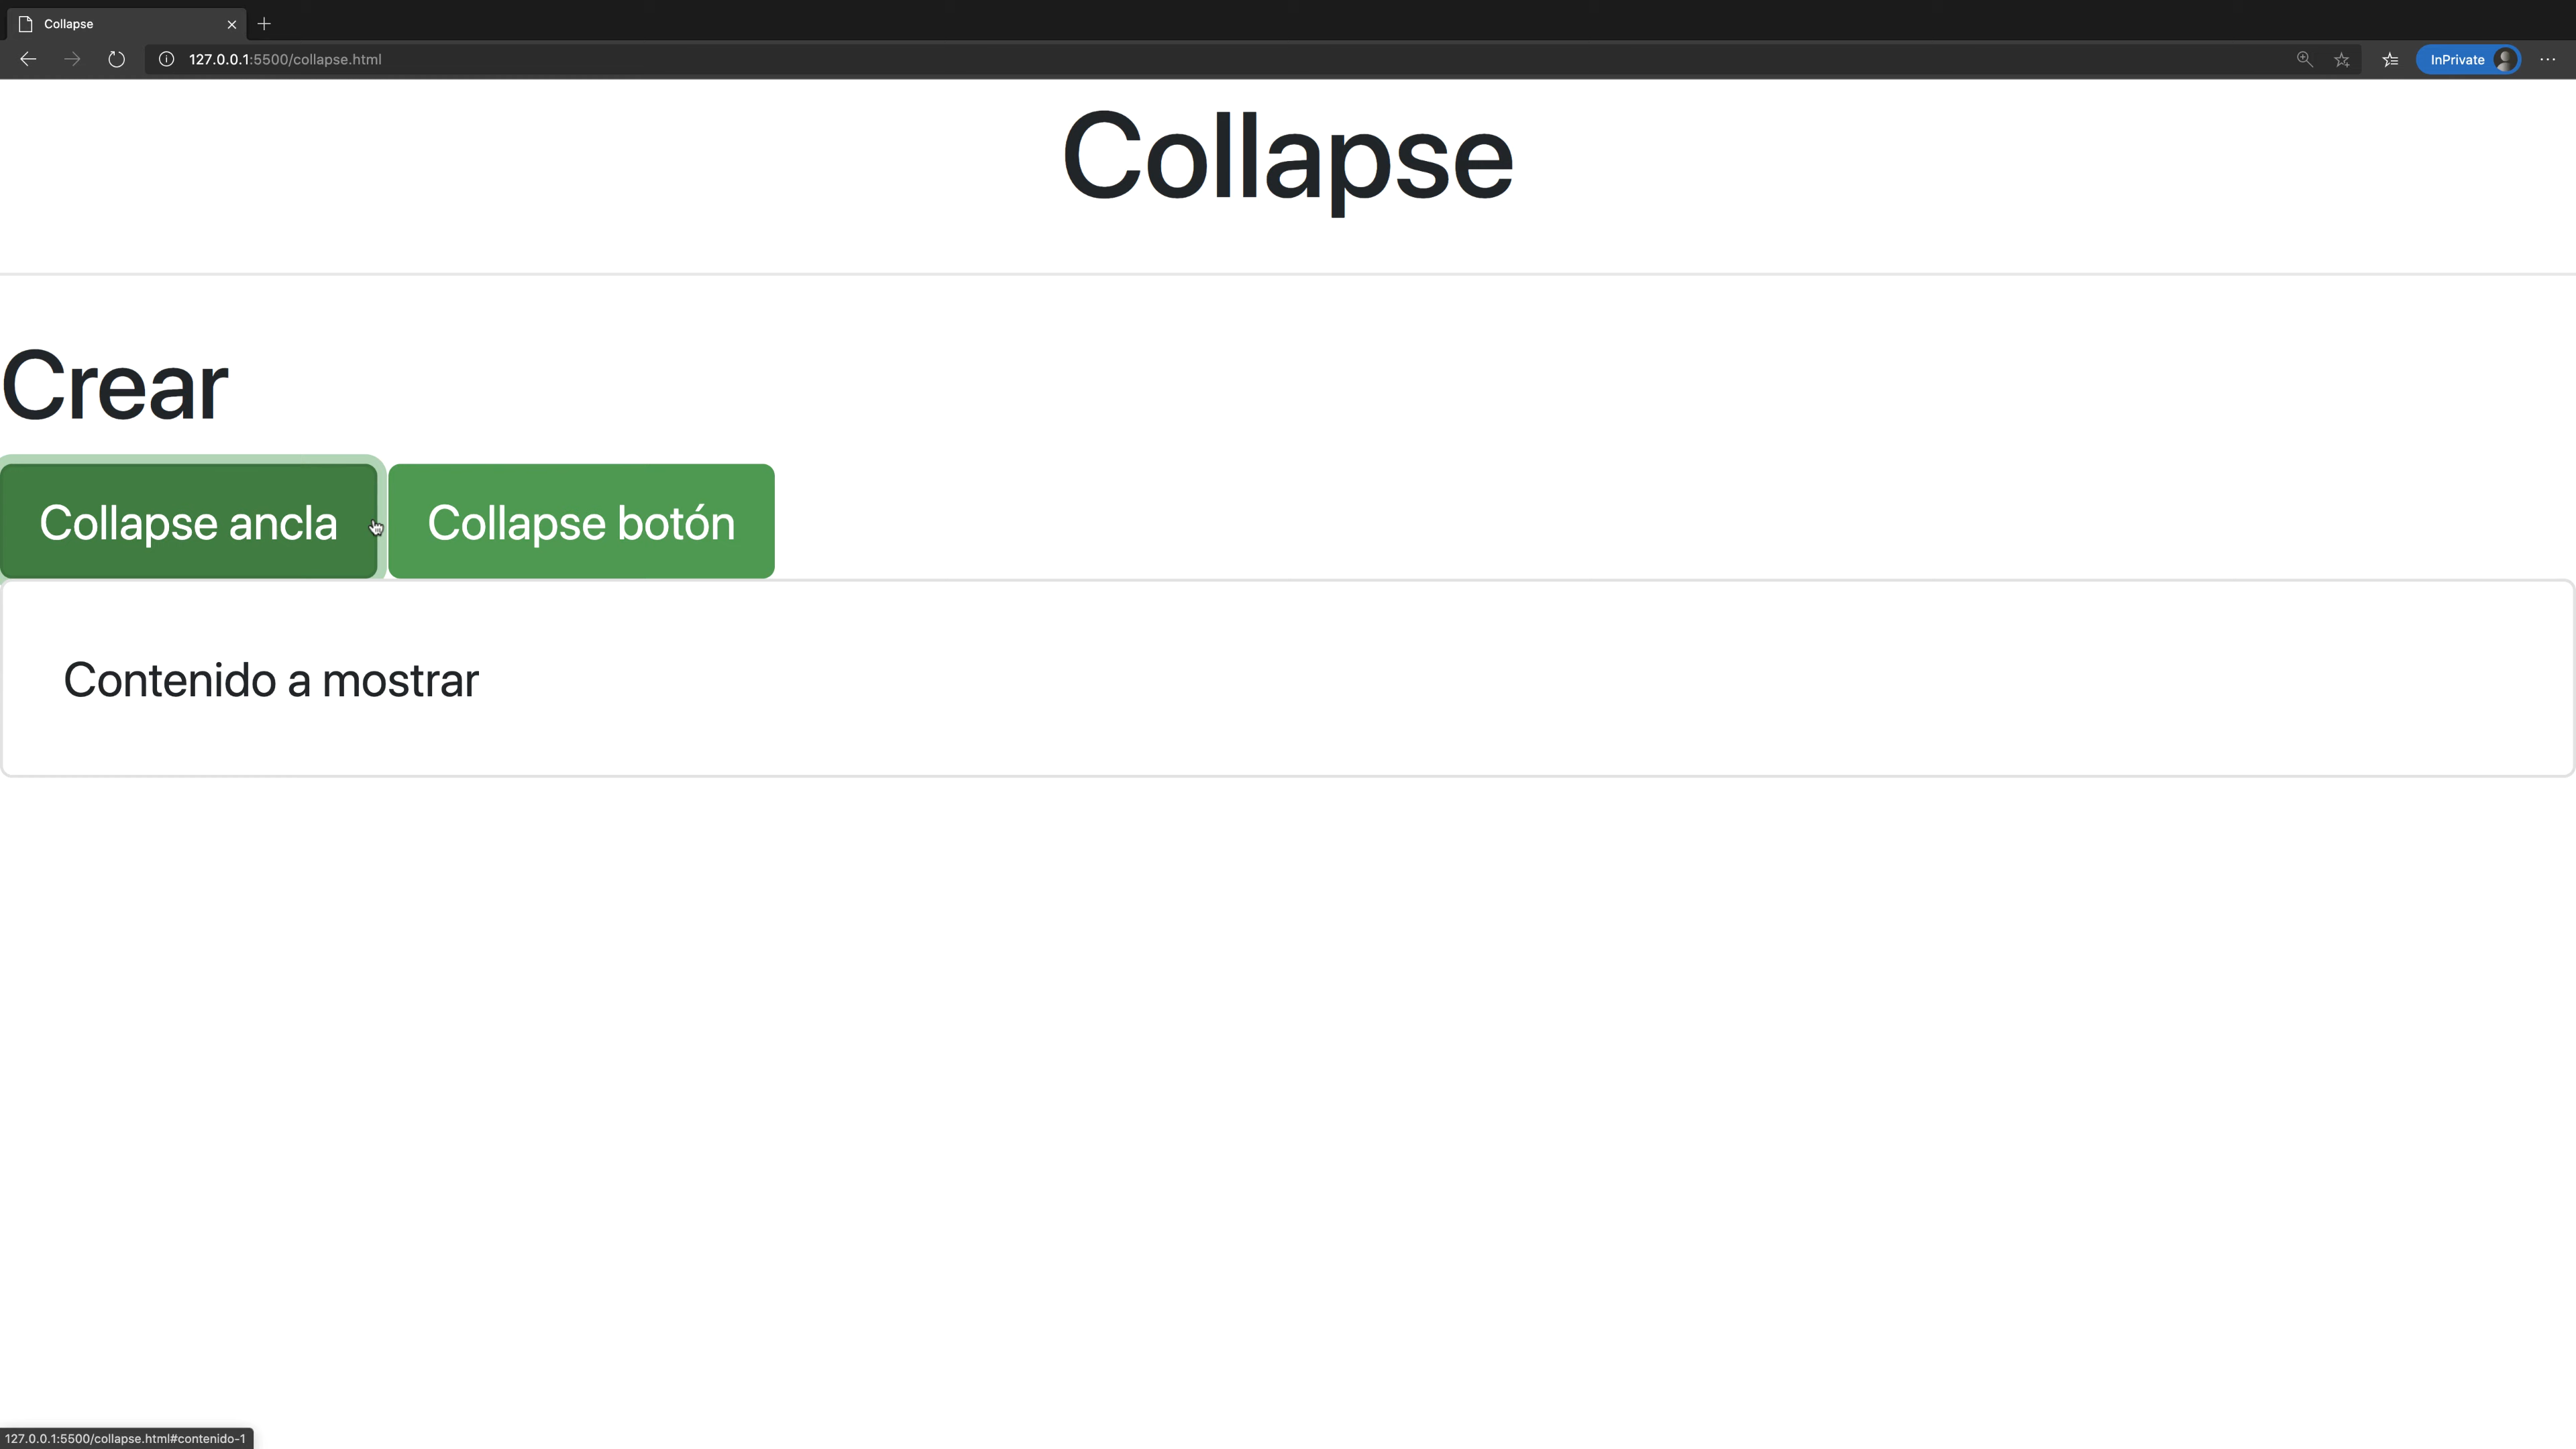 Collapse
127.0.0.1:5500/collapse.html
InPrivate
Collapse
Crear
Collapse ancla
Collapse botón
Contenido a mostrar
127.0.0.1:5500/collapse.html#contenido-1